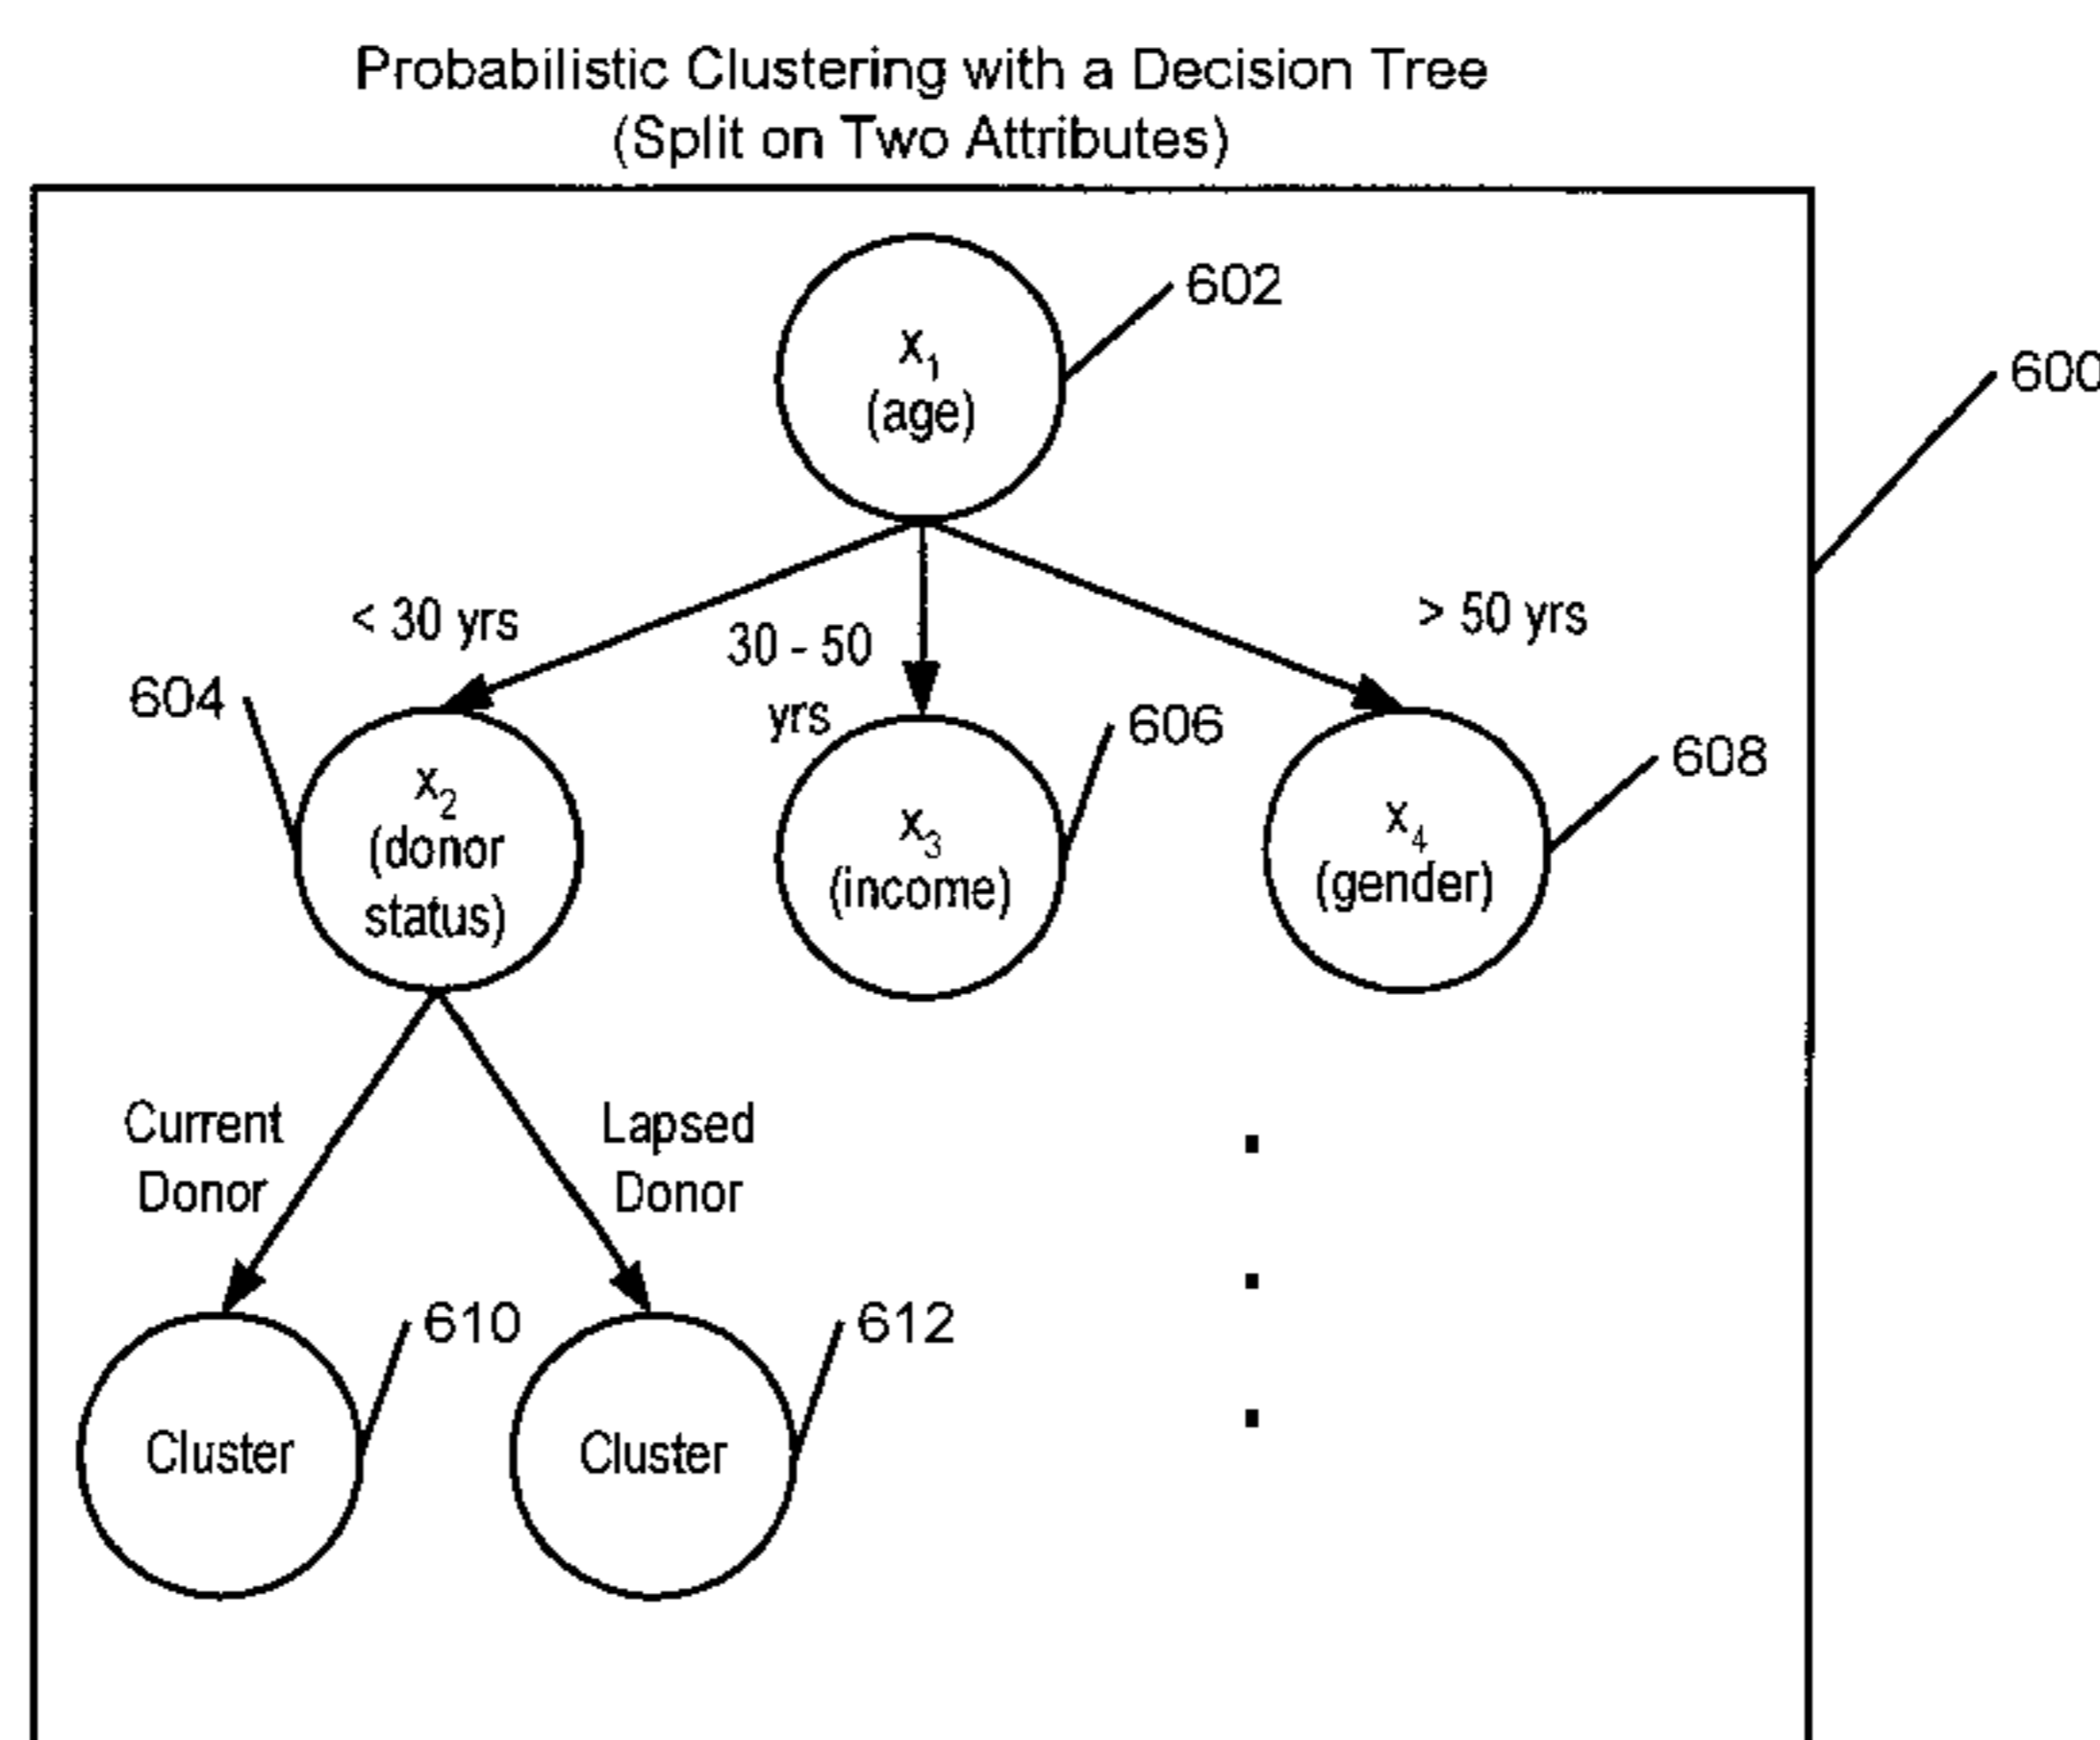 Probabilistic Clustering with a Decision Tree
(Split on Two Attributes)
602
x1
(age)
600
< 30 yrs
30 - 50
yrs
> 50 yrs
604
606
608
x2
(donor
status)
x3
(income)
x4
(gender)
Current
Donor
Lapsed
Donor
610
612
Cluster
Cluster